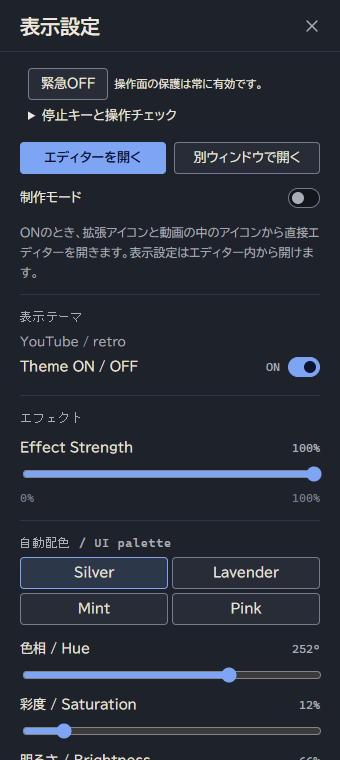 表示設定
緊急OFF 操作面の保護は常に有効です。
▶ 停止キーと操作チェック
エディターを開く 別ウィンドウで開く
制作モード
ONのとき、拡張アイコンと動画の中のアイコンから直接エ
ディターを開きます。表示設定はエディター内から開けま
す。
表示テーマ
YouTube / retro
Theme ON / OFF ON
エフェクト
Effect Strength 100%
0% 100%
自動配色 / UI palette
Silver Lavender
Mint Pink
色相 / Hue 252°
彩度 / Saturation 12%
明るさ / Brightness 66%